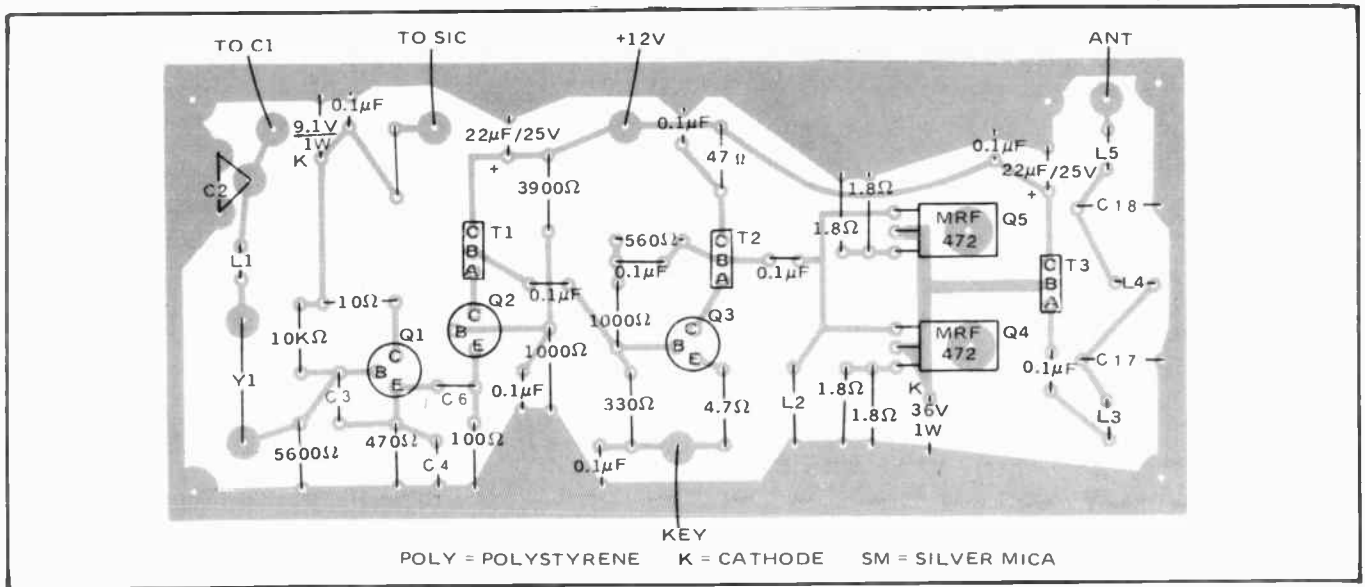 TO C1
TO SIC
+12V
ANT
9.1V
1W
K
0.1µF
22µF/25V
+
0.1µF
47Ω
0.1µF
22µF/25V
+
L5
C2
3900Ω
1.8Ω
1.8Ω
MRF
472
Q5
C18
C
B
A
T1
560Ω
0.1µF
C
B
A
T2
0.1µF
C
B
A
T3
L4
L1
0.1µF
10Ω
10KΩ
Q1
C
B
E
Q2
C
B
E
1000Ω
1000Ω
Q3
C
B
E
MRF
472
Q4
C17
0.1µF
Y1
C3
C6
0.1µF
330Ω
4.7Ω
L2
1.8Ω
1.8Ω
K
36V
1W
L3
5600Ω
470Ω
C4
100Ω
0.1µF
KEY
POLY = POLYSTYRENE K = CATHODE SM = SILVER MICA